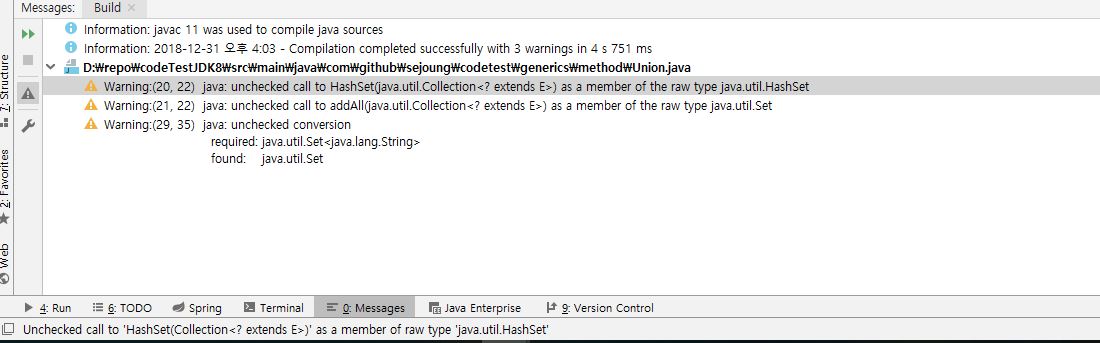 Messages: Build ×
Information: javac 11 was used to compile java sources
Information: 2018-12-31 오후 4:03 - Compilation completed successfully with 3 warnings in 4 s 751 ms
D:₩repo₩codeTestJDK8₩src₩main₩java₩com₩github₩sejoung₩codetest₩generics₩method₩Union.java
Warning:(20, 22) java: unchecked call to HashSet(java.util.Collection<? extends E>) as a member of the raw type java.util.HashSet
Warning:(21, 22) java: unchecked call to addAll(java.util.Collection<? extends E>) as a member of the raw type java.util.Set
Warning:(29, 35) java: unchecked conversion
required: java.util.Set<java.lang.String>
found: java.util.Set
7: Structure
2: Favorites
Web
4: Run 6: TODO Spring Terminal 0: Messages Java Enterprise 9: Version Control
Unchecked call to 'HashSet(Collection<? extends E>)' as a member of raw type 'java.util.HashSet'